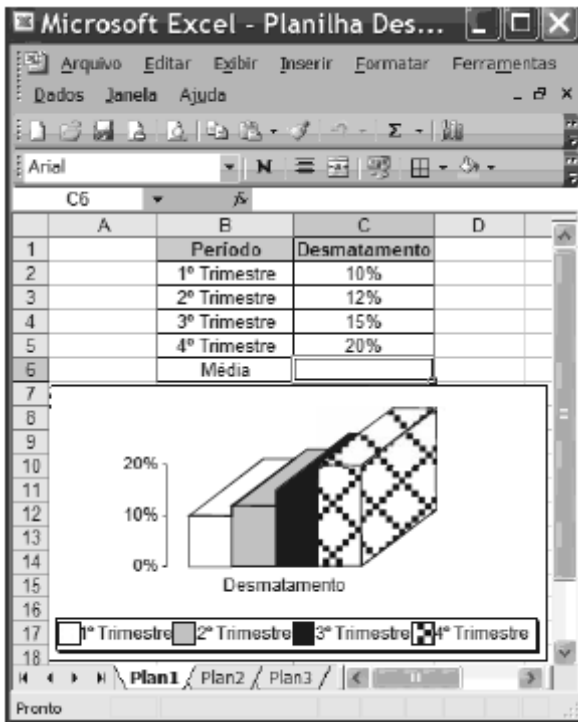 Microsoft Excel - Planilha Des...
Arquivo Editar Exibir Inserir Formatar Ferramentas
Dados Janela Ajuda
Σ
Arial N
C6 fx
A B C D
1 Período Desmatamento
2 1º Trimestre 10%
3 2º Trimestre 12%
4 3º Trimestre 15%
5 4º Trimestre 20%
6 Média
7
8
9
10
11
12
13
14
15
16
17
18
20%
10%
0%
Desmatamento
1º Trimestre 2º Trimestre 3º Trimestre 4º Trimestre
Plan1 Plan2 Plan3
Pronto